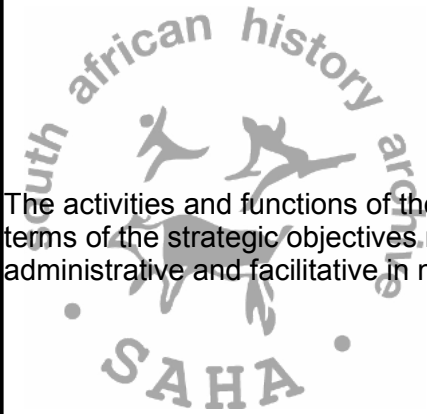 south african history archive
The activities and functions of the
terms of the strategic objectives
administrative and facilitative in
• SAHA •